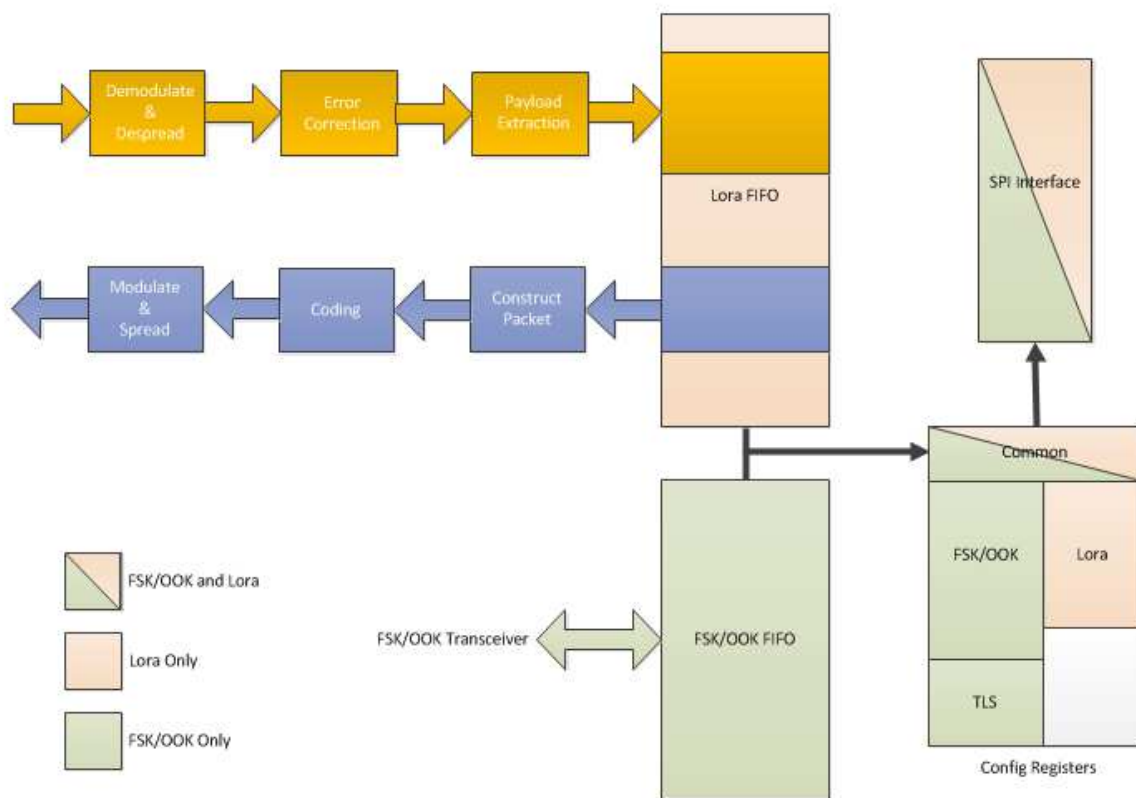 Demodulate
&
Despread
Error
Correction
Payload
Extraction
Lora FIFO
SPI Interface
Modulate
&
Spread
Coding
Construct
Packet
Common
FSK/OOK
Lora
TLS
Config Registers
FSK/OOK and Lora
Lora Only
FSK/OOK Only
FSK/OOK Transceiver
FSK/OOK FIFO